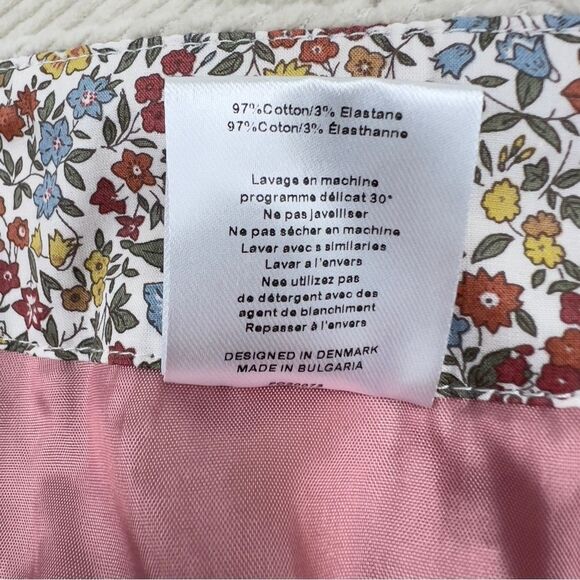 97%Cotton/3% Elastane
97%Coton/3% Élasthanne
Lavage en machine
programme délicat 30°
Ne pas javelliser
Ne pas sécher en machine
Laver avec s similaries
Lavar a l'envers
Nee utilizez pas
de détergent avec des
agent de blanchiment
Repasser à l'envers
DESIGNED IN DENMARK
MADE IN BULGARIA